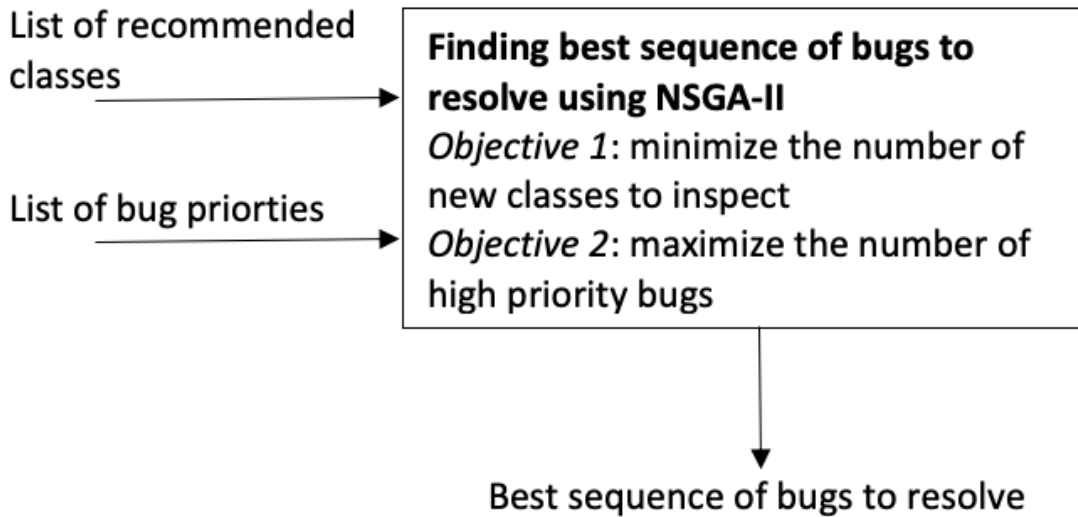 List of recommended
classes
List of bug priorties
Finding best sequence of bugs to
resolve using NSGA-II
Objective 1: minimize the number of
new classes to inspect
Objective 2: maximize the number of
high priority bugs
Best sequence of bugs to resolve